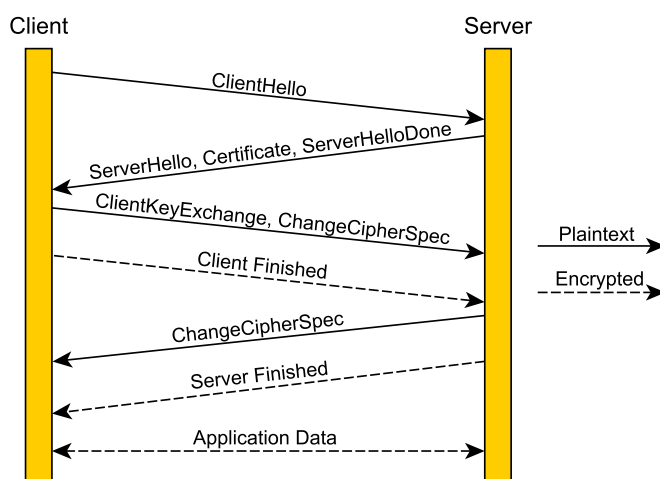 Client
Server
ClientHello
ServerHello, Certificate, ServerHelloDone
ClientKeyExchange, ChangeCipherSpec
Plaintext
Client Finished
Encrypted
ChangeCipherSpec
Server Finished
Application Data